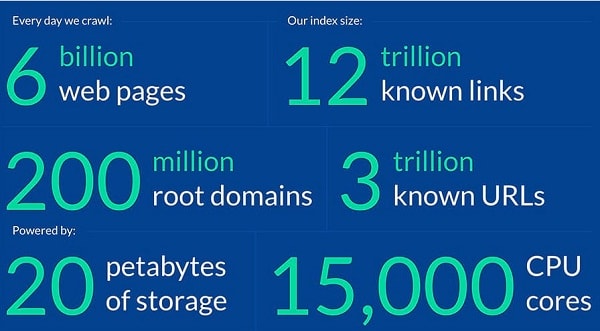 Every day we crawl:
6 billion web pages
Our index size:
12 trillion known links
200 million root domains
3 trillion known URLs
Powered by:
20 petabytes of storage
15,000 CPU cores